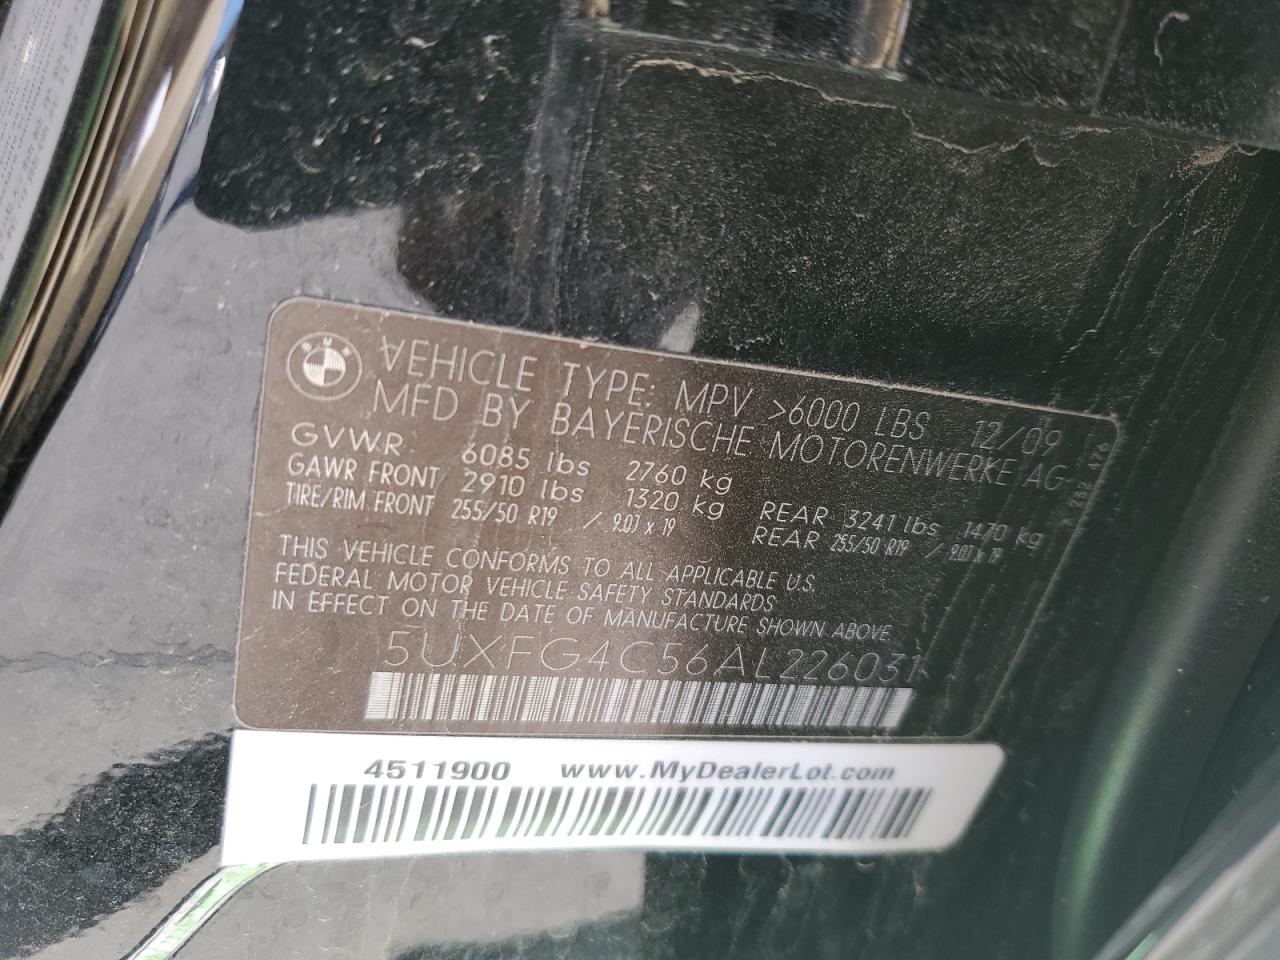 BMW
VEHICLE TYPE: MPV >6000 LBS 12/09
MFD BY BAYERISCHE MOTORENWERKE AG
GVWR 6085 lbs 2760 kg
GAWR FRONT 2910 lbs 1320 kg REAR 3241 lbs 1470 kg
TIRE/RIM FRONT 255/50 R19 / 9.0J x 19 REAR 255/50 R19 / 9.0J x 19
THIS VEHICLE CONFORMS TO ALL APPLICABLE U.S.
FEDERAL MOTOR VEHICLE SAFETY STANDARDS
IN EFFECT ON THE DATE OF MANUFACTURE SHOWN ABOVE
5UXFG4C56AL226031
4511900 www.MyDealerLot.com